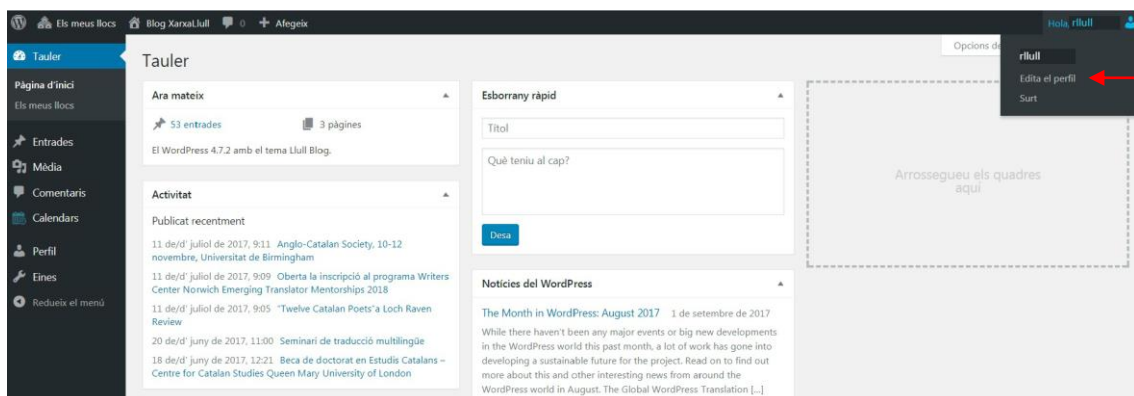 Els meus llocs Blog XarxaLlull 0 + Afegeix Hola, rllull
Tauler
Pàgina d'inici
Els meus llocs
Entrades
Mèdia
Comentaris
Calendars
Perfil
Eines
Redueix el menú
Tauler
Opcions de
rllull
Edita el perfil
Surt
Ara mateix
53 entrades 3 pàgines
El WordPress 4.7.2 amb el tema Llull Blog.
Activitat
Publicat recentment
11 de/d' juliol de 2017, 9:11 Anglo-Catalan Society, 10-12
novembre, Universitat de Birmingham
11 de/d' juliol de 2017, 9:09 Oberta la inscripció al programa Writers
Center Norwich Emerging Translator Mentorships 2018
11 de/d' juliol de 2017, 9:05 "Twelve Catalan Poets"a Loch Raven
Review
20 de/d' juny de 2017, 11:00 Seminari de traducció multilingüe
18 de/d' juny de 2017, 12:21 Beca de doctorat en Estudis Catalans –
Centre for Catalan Studies Queen Mary University of London
Esborrany ràpid
Títol
Què teniu al cap?
Desa
Notícies del WordPress
The Month in WordPress: August 2017 1 de setembre de 2017
While there haven't been any major events or big new developments
in the WordPress world this past month, a lot of work has gone into
developing a sustainable future for the project. Read on to find out
more about this and other interesting news from around the
WordPress world in August. The Global WordPress Translation [...]
Arrossegueu els quadres
aquí